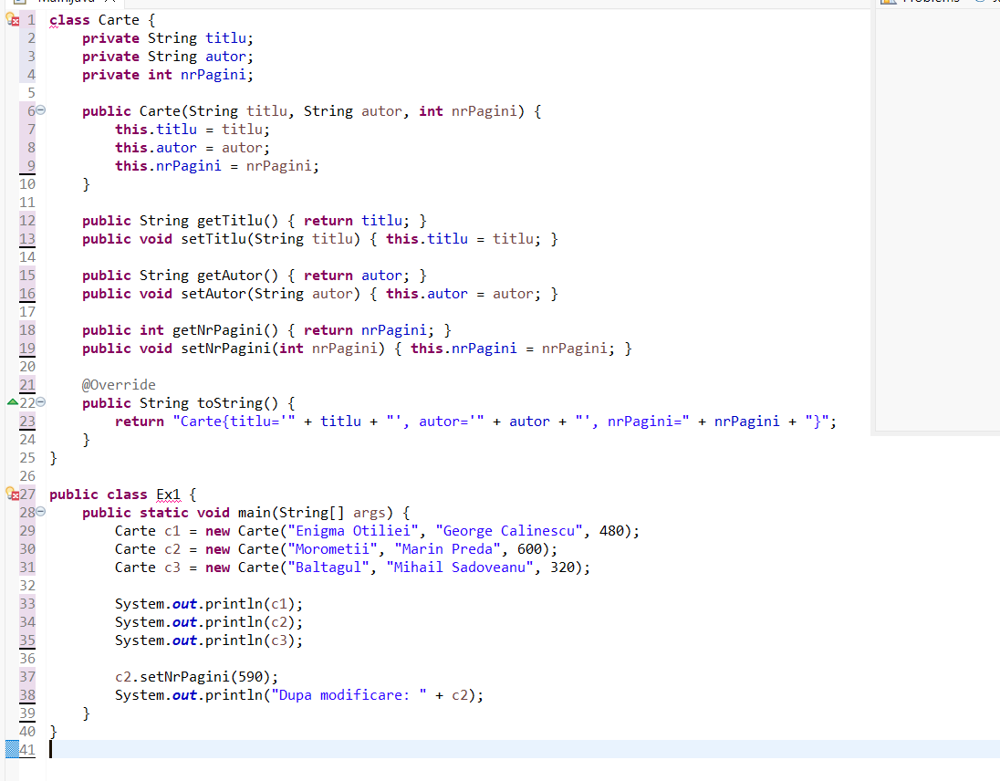 class Carte {
    private String titlu;
    private String autor;
    private int nrPagini;

    public Carte(String titlu, String autor, int nrPagini) {
        this.titlu = titlu;
        this.autor = autor;
        this.nrPagini = nrPagini;
    }

    public String getTitlu() { return titlu; }
    public void setTitlu(String titlu) { this.titlu = titlu; }

    public String getAutor() { return autor; }
    public void setAutor(String autor) { this.autor = autor; }

    public int getNrPagini() { return nrPagini; }
    public void setNrPagini(int nrPagini) { this.nrPagini = nrPagini; }

    @Override
    public String toString() {
        return "Carte{titlu='" + titlu + "', autor='" + autor + "', nrPagini=" + nrPagini + "}";
    }
}

public class Ex1 {
    public static void main(String[] args) {
        Carte c1 = new Carte("Enigma Otiliei", "George Calinescu", 480);
        Carte c2 = new Carte("Morometii", "Marin Preda", 600);
        Carte c3 = new Carte("Baltagul", "Mihail Sadoveanu", 320);

        System.out.println(c1);
        System.out.println(c2);
        System.out.println(c3);

        c2.setNrPagini(590);
        System.out.println("Dupa modificare: " + c2);
    }
}